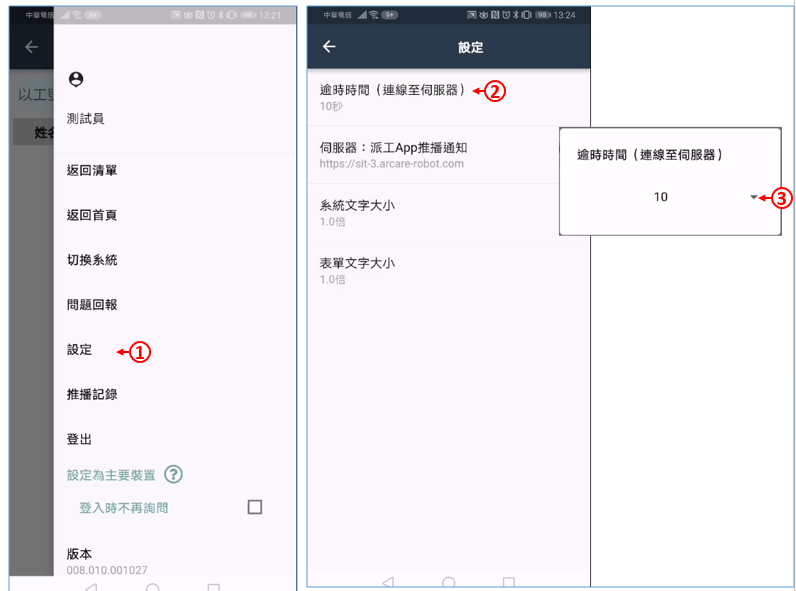 中華電信 9+ 98 13:21
以工
姓名
測試員
返回清單
返回首頁
切換系統
問題回報
設定
①
推播記錄
登出
設定為主要裝置 ?
登入時不再詢問
版本
008.010.001027
中華電信 9+ 98 13:24
設定
逾時時間（連線至伺服器）
②
10秒
伺服器：派工App推播通知
https://sit-3.arcare-robot.com
系統文字大小
1.0倍
表單文字大小
1.0倍
逾時時間（連線至伺服器）
10
③